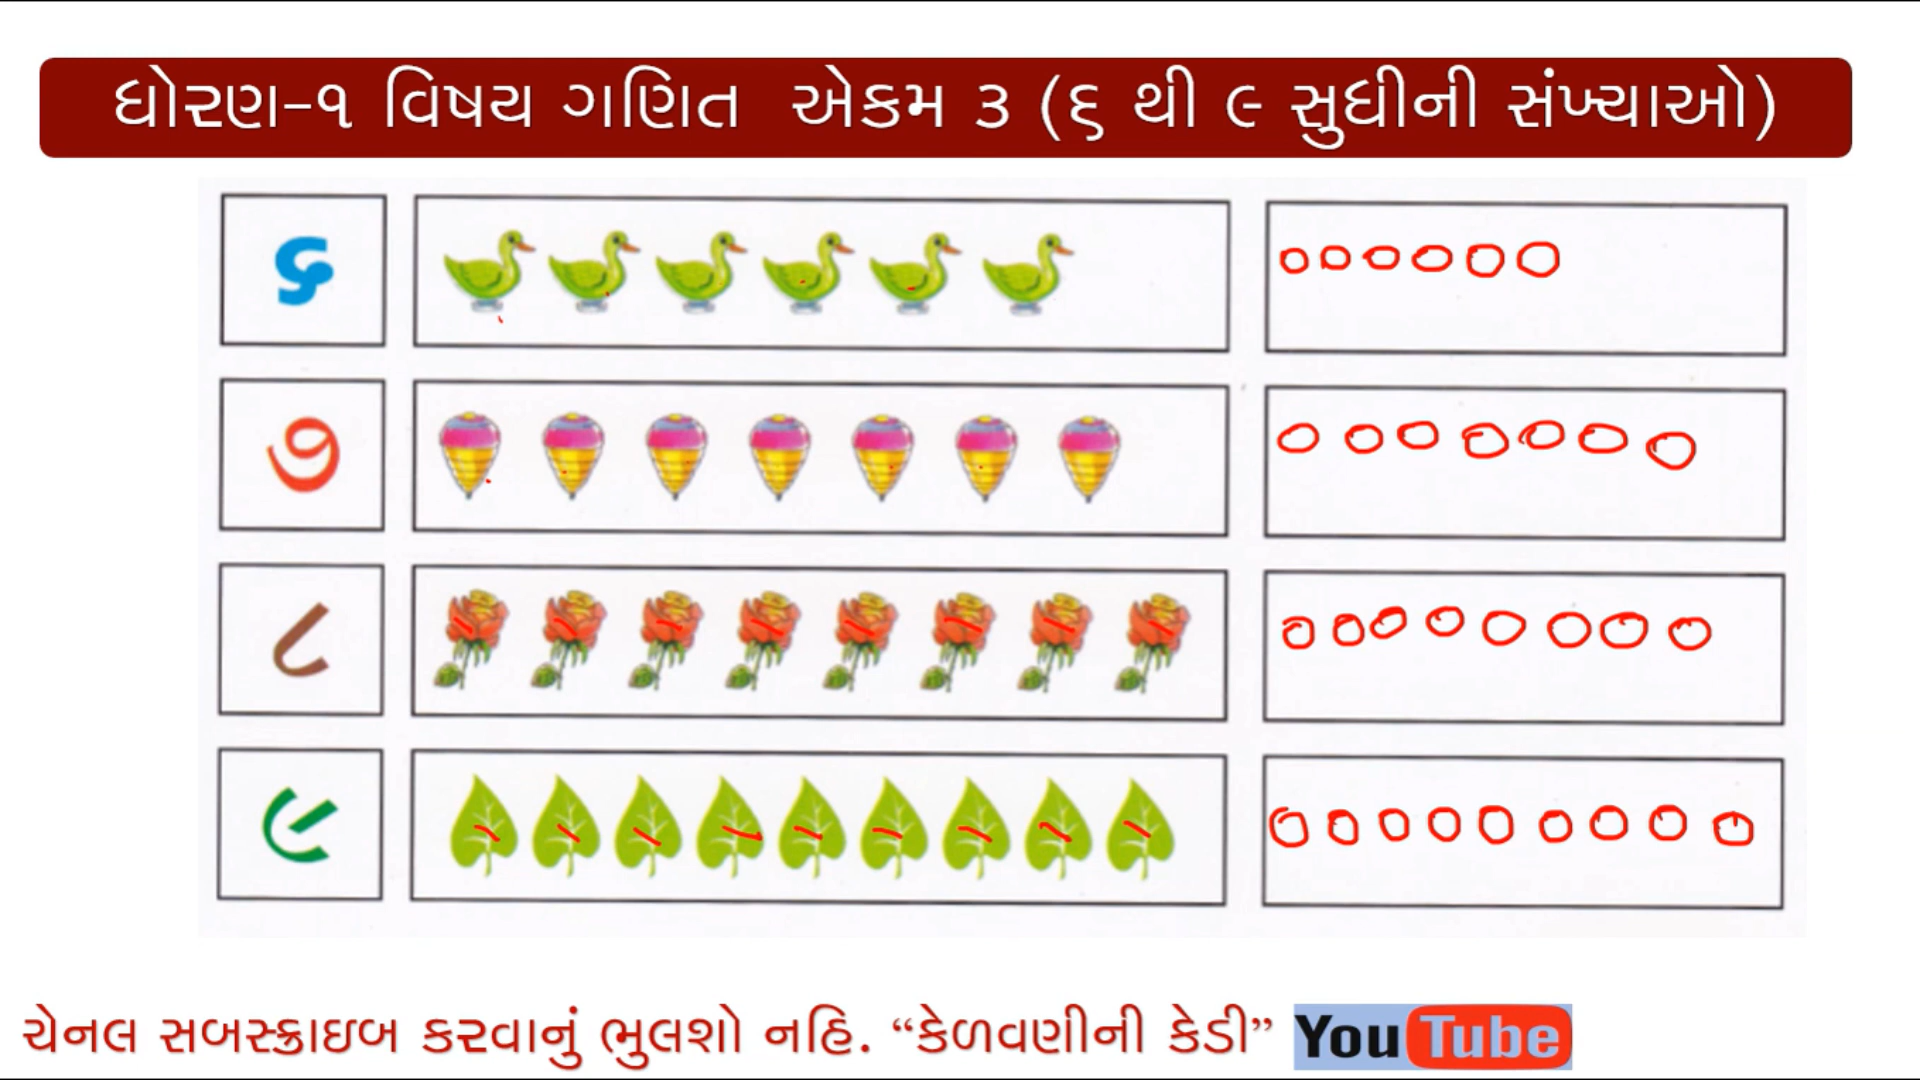 ધોરણ-૧ વિષય ગણિત એકમ ૩ (૬ થી ૯ સુધીની સંખ્યાઓ)
૬
૭
૮
૯
ચેનલ સબસ્ક્રાઇબ કરવાનું ભુલશો નહિ. “કેળવણીની કેડી” YouTube